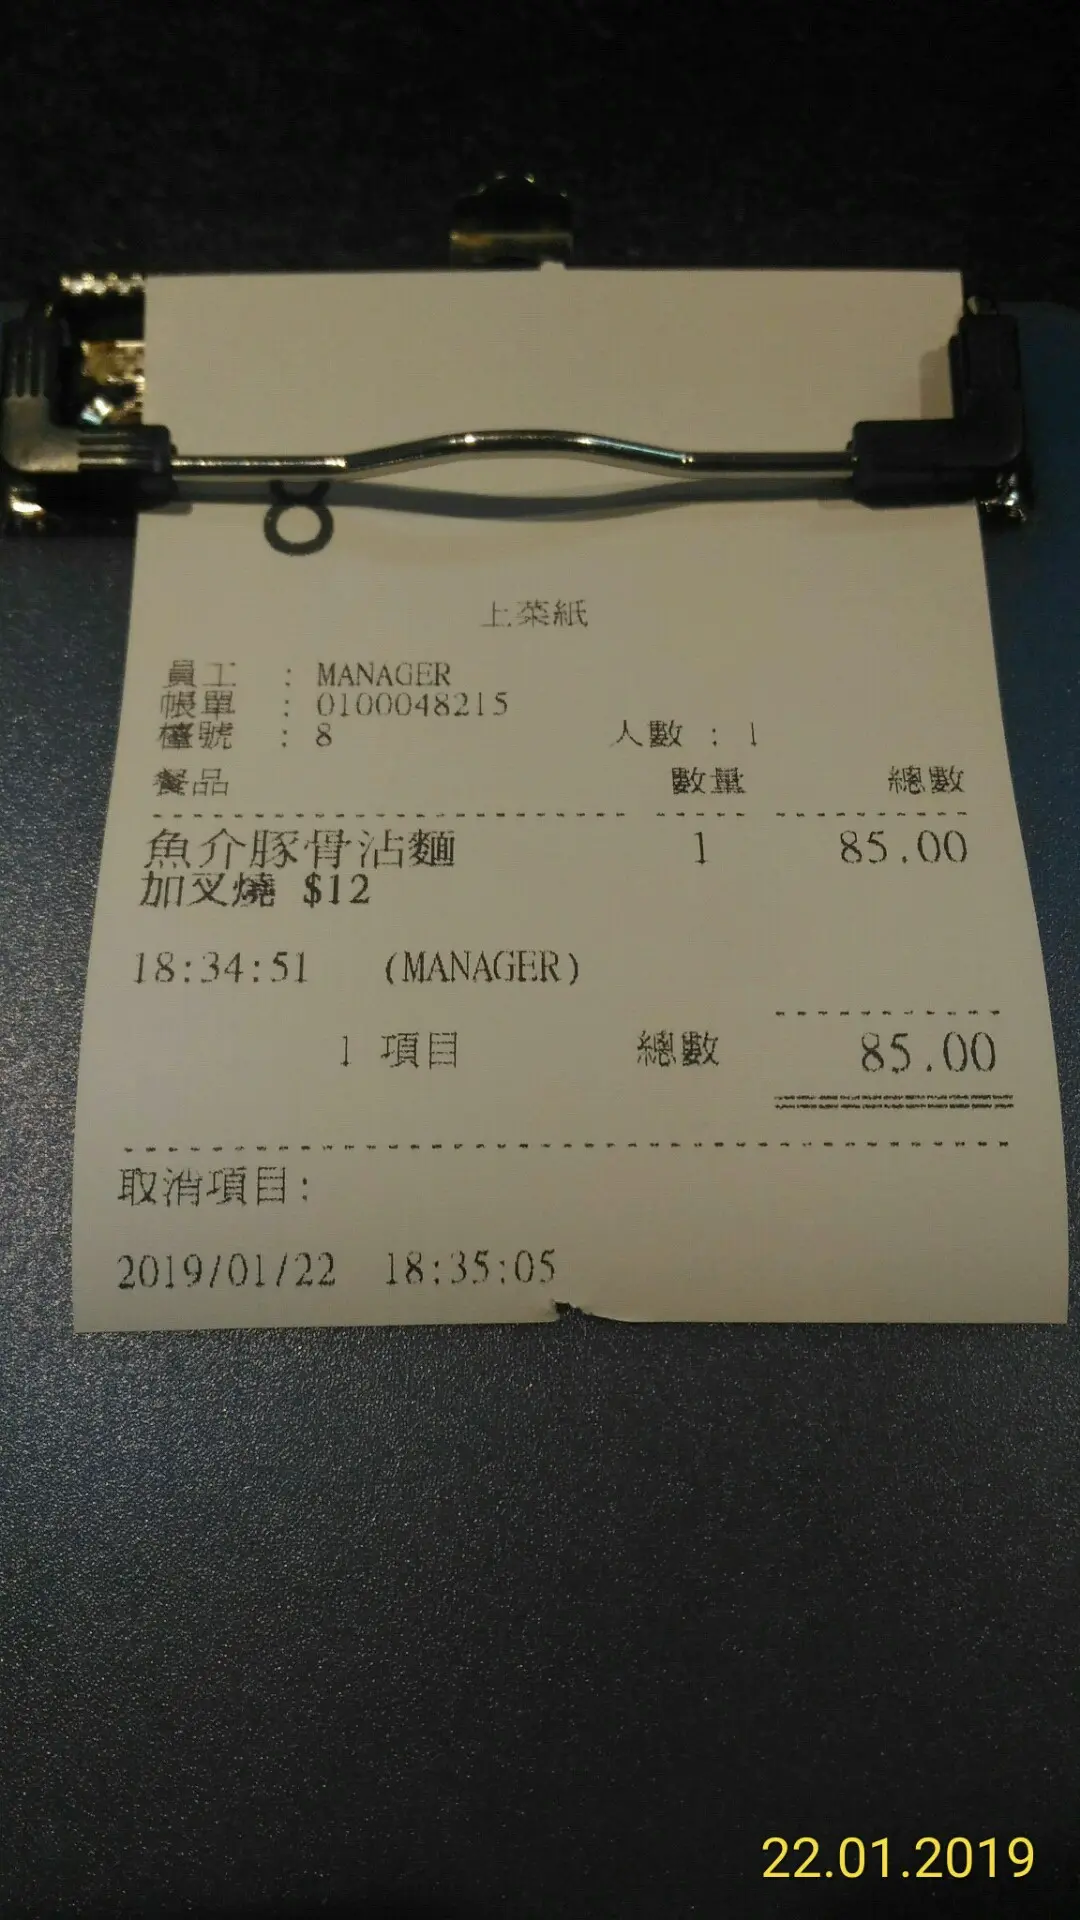 8
上菜紙
員工 : MANAGER
帳單 : 0100048215
檯號 : 8 人數 : 1
餐品 數量 總數
魚介豚骨沾麵 1 85.00
加叉燒 $12
18:34:51 (MANAGER)
1 項目 總數 85.00
取消項目:
2019/01/22 18:35:05
22.01.2019